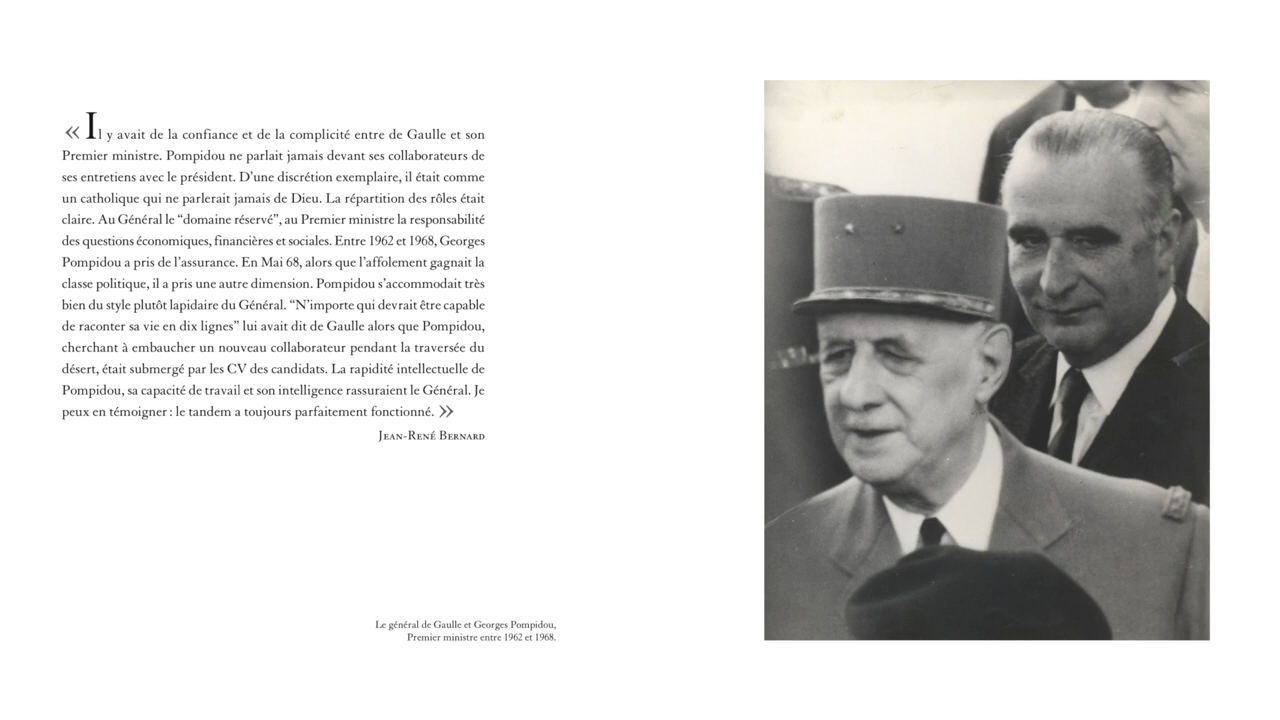 « Il y avait de la confiance et de la complicité entre de Gaulle et son
Premier ministre. Pompidou ne parlait jamais devant ses collaborateurs de
ses entretiens avec le président. D'une discrétion exemplaire, il était comme
un catholique qui ne parlerait jamais de Dieu. La répartition des rôles était
claire. Au Général le “domaine réservé”, au Premier ministre la responsabilité
des questions économiques, financières et sociales. Entre 1962 et 1968, Georges
Pompidou a pris de l’assurance. En Mai 68, alors que l’affolement gagnait la
classe politique, il a pris une autre dimension. Pompidou s’accommodait très
bien du style plutôt lapidaire du Général. “N’importe qui devrait être capable
de raconter sa vie en dix lignes” lui avait dit de Gaulle alors que Pompidou,
cherchant à embaucher un nouveau collaborateur pendant la traversée du
désert, était submergé par les CV des candidats. La rapidité intellectuelle de
Pompidou, sa capacité de travail et son intelligence rassuraient le Général. Je
peux en témoigner : le tandem a toujours parfaitement fonctionné. »
Jean-René Bernard
Le général de Gaulle et Georges Pompidou,
Premier ministre entre 1962 et 1968.